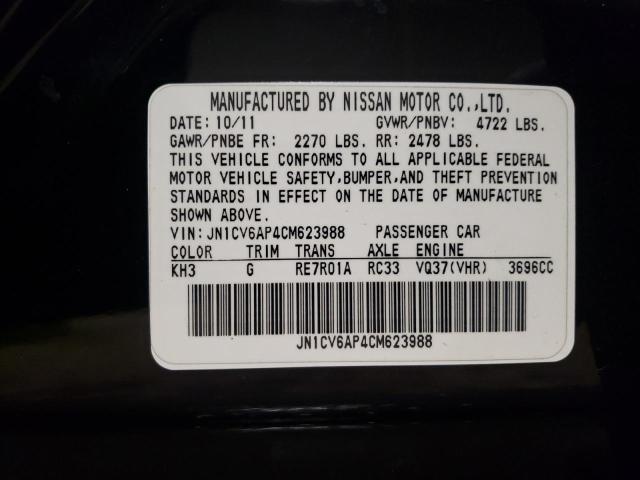 MANUFACTURED BY NISSAN MOTOR CO.,LTD.
DATE: 10/11 GVWR/PNBV: 4722 LBS.
GAWR/PNBE FR: 2270 LBS. RR: 2478 LBS.
THIS VEHICLE CONFORMS TO ALL APPLICABLE FEDERAL
MOTOR VEHICLE SAFETY,BUMPER,AND THEFT PREVENTION
STANDARDS IN EFFECT ON THE DATE OF MANUFACTURE
SHOWN ABOVE.
VIN: JN1CV6AP4CM623988 PASSENGER CAR
COLOR TRIM TRANS AXLE ENGINE
KH3 G RE7R01A RC33 VQ37(VHR) 3696CC
JN1CV6AP4CM623988